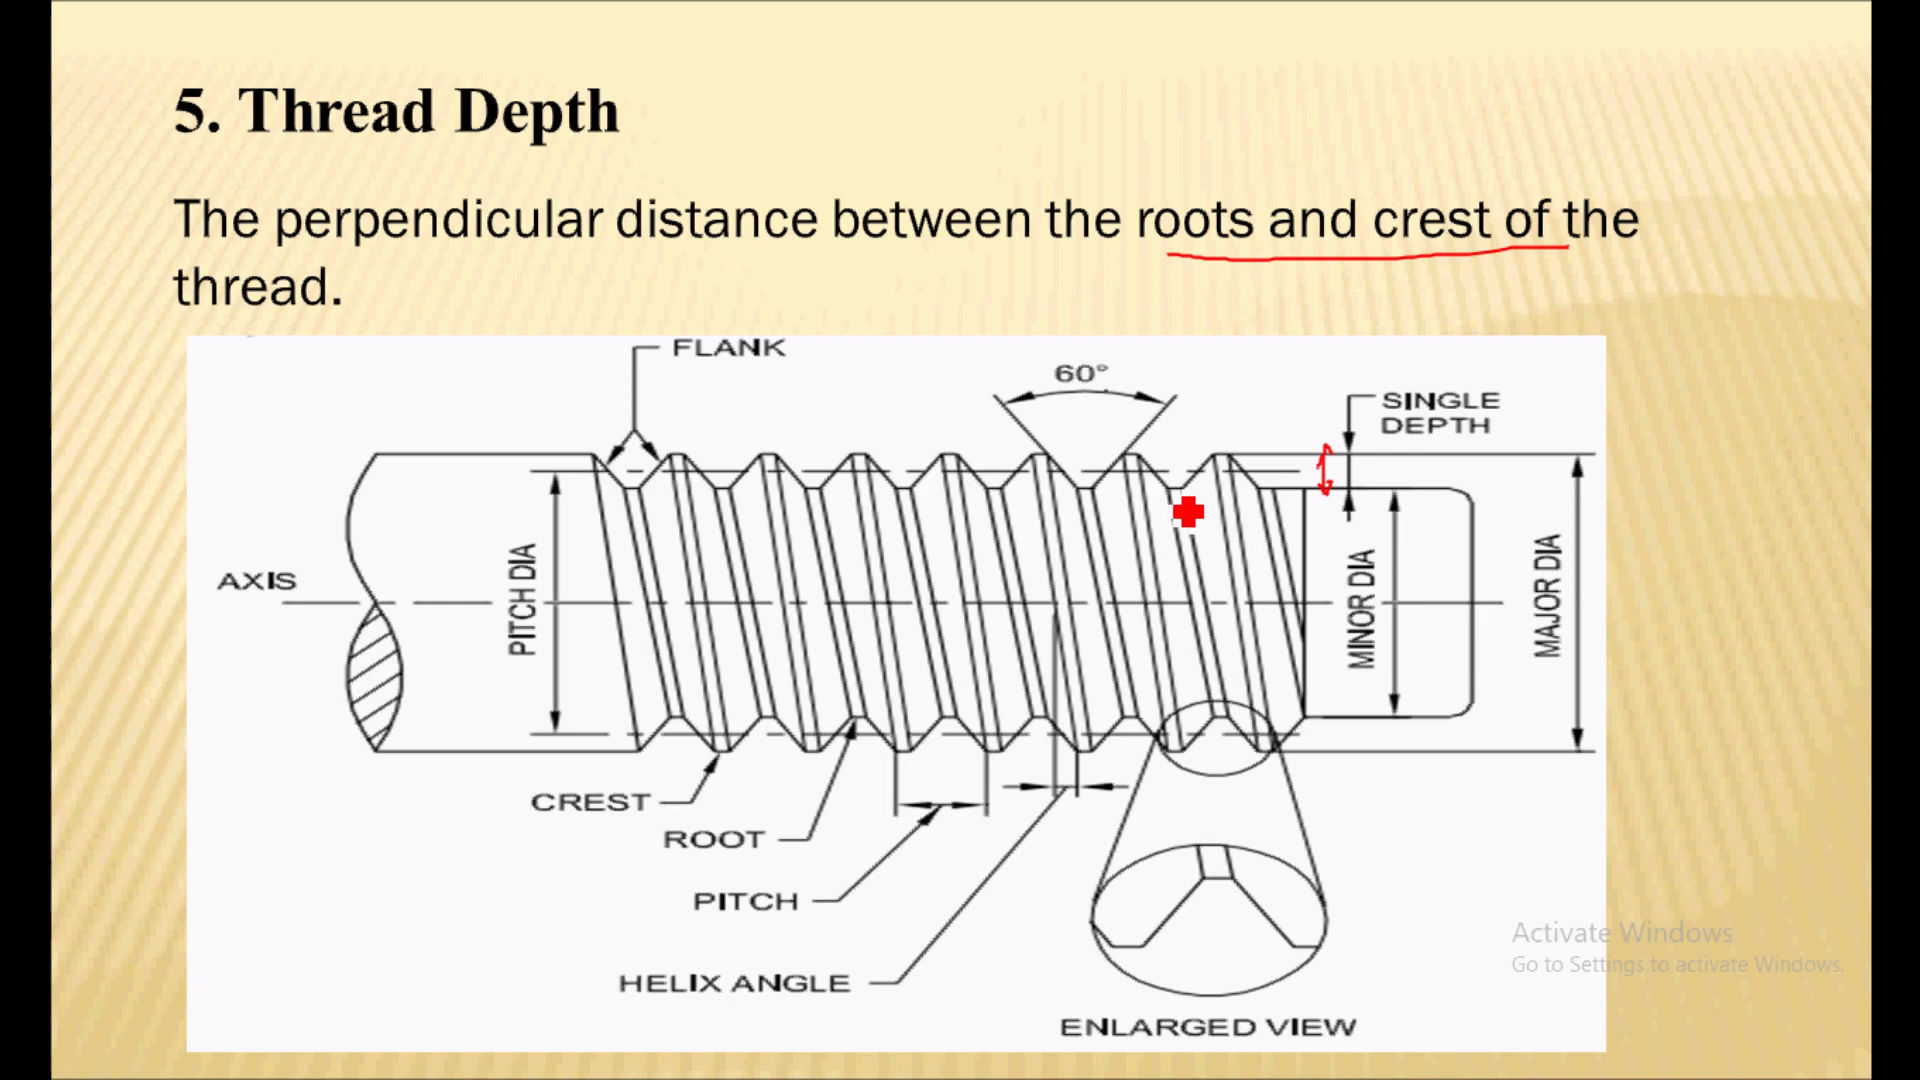 5. Thread Depth
The perpendicular distance between the roots and crest of the
thread.
FLANK
60°
SINGLE
DEPTH
AXIS
PITCH DIA
MINOR DIA
MAJOR DIA
CREST
ROOT
PITCH
HELIX ANGLE
ENLARGED VIEW
Activate Windows
Go to Settings to activate Windows.